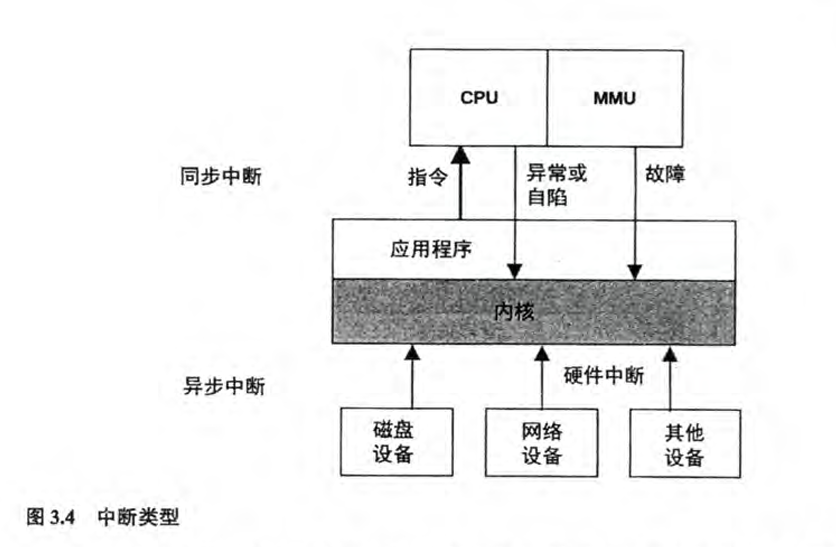 CPU
MMU
同步中断
指令
异常或
自陷
故障
应用程序
内核
异步中断
硬件中断
磁盘
设备
网络
设备
其他
设备
图 3.4 中断类型